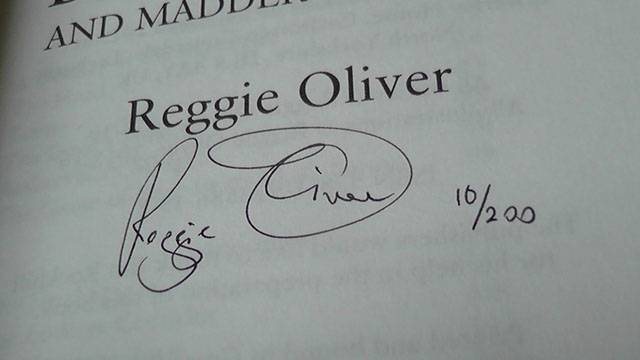 AND MADDER
Reggie Oliver
Reggie Oliver 10/200